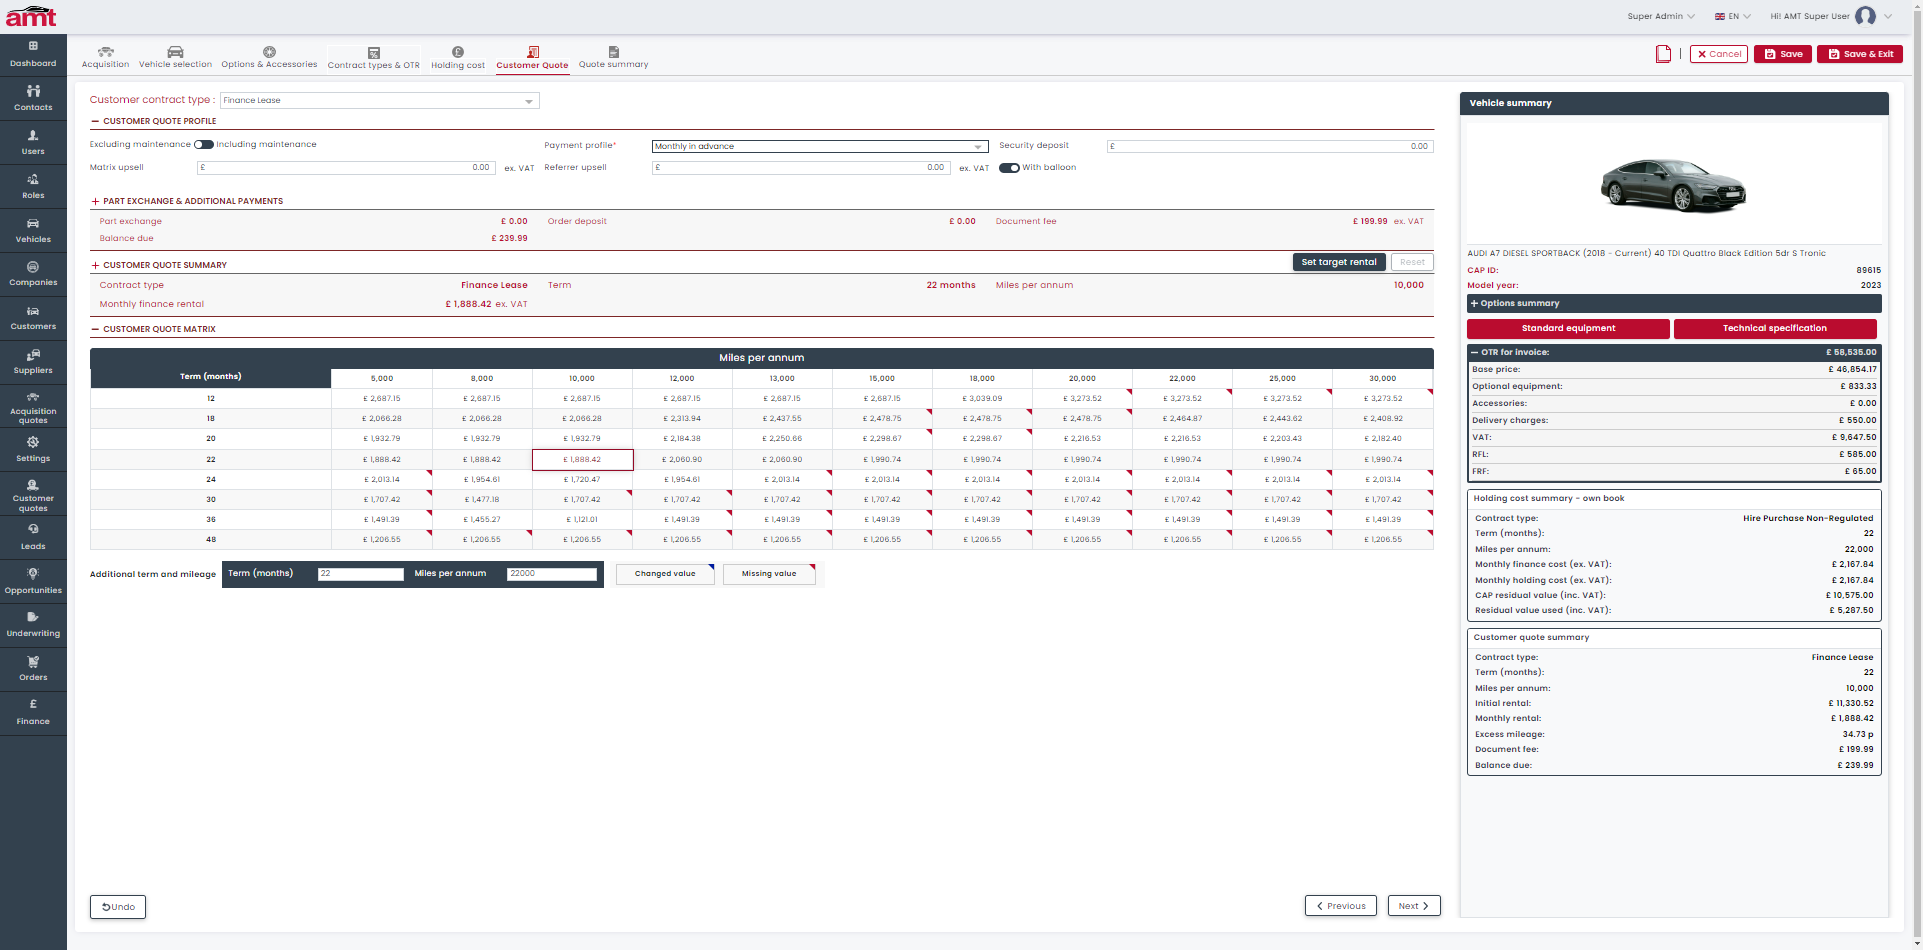 amt
Super Admin
EN
Hi! AMT Super User
Dashboard
Contacts
Users
Roles
Vehicles
Companies
Customers
Suppliers
Acquisition
quotes
Settings
Customer
quotes
Leads
Opportunities
Underwriting
Orders
Finance
Acquisition
Vehicle selection
Options & Accessories
Contract types & OTR
Holding cost
Customer Quote
Quote summary
Cancel
Save
Save & Exit
Customer contract type : Finance Lease
CUSTOMER QUOTE PROFILE
Excluding maintenance Including maintenance
Payment profile* Monthly in advance
Security deposit £ 0.00
Matrix upsell £ 0.00 ex. VAT
Referrer upsell £ 0.00 ex. VAT
With balloon
+ PART EXCHANGE & ADDITIONAL PAYMENTS
Part exchange £ 0.00 Order deposit £ 0.00 Document fee £ 199.99 ex. VAT
Balance due £ 239.99
+ CUSTOMER QUOTE SUMMARY
Set target rental Reset
Contract type Finance Lease Term 22 months Miles per annum 10,000
Monthly finance rental £ 1,888.42 ex. VAT
CUSTOMER QUOTE MATRIX
Miles per annum
Term (months) 5,000 8,000 10,000 12,000 13,000 15,000 18,000 20,000 22,000 25,000 30,000
12 £ 2,687.15 £ 2,687.15 £ 2,687.15 £ 2,687.15 £ 2,687.15 £ 2,687.15 £ 3,039.09 £ 3,273.52 £ 3,273.52 £ 3,273.52 £ 3,273.52
18 £ 2,066.28 £ 2,066.28 £ 2,066.28 £ 2,313.94 £ 2,437.55 £ 2,478.75 £ 2,478.75 £ 2,478.75 £ 2,464.87 £ 2,443.62 £ 2,408.92
20 £ 1,932.79 £ 1,932.79 £ 1,932.79 £ 2,184.38 £ 2,250.66 £ 2,298.67 £ 2,298.67 £ 2,216.53 £ 2,216.53 £ 2,203.43 £ 2,182.40
22 £ 1,888.42 £ 1,888.42 £ 1,888.42 £ 2,060.90 £ 2,060.90 £ 1,990.74 £ 1,990.74 £ 1,990.74 £ 1,990.74 £ 1,990.74 £ 1,990.74
24 £ 2,013.14 £ 1,954.61 £ 1,720.47 £ 1,954.61 £ 2,013.14 £ 2,013.14 £ 2,013.14 £ 2,013.14 £ 2,013.14 £ 2,013.14 £ 2,013.14
30 £ 1,707.42 £ 1,477.18 £ 1,707.42 £ 1,707.42 £ 1,707.42 £ 1,707.42 £ 1,707.42 £ 1,707.42 £ 1,707.42 £ 1,707.42 £ 1,707.42
36 £ 1,491.39 £ 1,455.27 £ 1,121.01 £ 1,491.39 £ 1,491.39 £ 1,491.39 £ 1,491.39 £ 1,491.39 £ 1,491.39 £ 1,491.39 £ 1,491.39
48 £ 1,206.55 £ 1,206.55 £ 1,206.55 £ 1,206.55 £ 1,206.55 £ 1,206.55 £ 1,206.55 £ 1,206.55 £ 1,206.55 £ 1,206.55 £ 1,206.55
Additional term and mileage Term (months) 22 Miles per annum 22000 Changed value Missing value
Undo
Previous
Next
Vehicle summary
AUDI A7 DIESEL SPORTBACK (2018 - Current) 40 TDI Quattro Black Edition 5dr S Tronic
CAP ID: 89615
Model year: 2023
+ Options summary
Standard equipment
Technical specification
OTR for invoice: £ 58,535.00
Base price: £ 46,854.17
Optional equipment: £ 833.33
Accessories: £ 0.00
Delivery charges: £ 550.00
VAT: £ 9,647.50
RFL: £ 585.00
FRF: £ 65.00
Holding cost summary - own book
Contract type: Hire Purchase Non-Regulated
Term (months): 22
Miles per annum: 22,000
Monthly finance cost (ex. VAT): £ 2,167.84
Monthly holding cost (ex. VAT): £ 2,167.84
CAP residual value (inc. VAT): £ 10,575.00
Residual value used (inc. VAT): £ 5,287.50
Customer quote summary
Contract type: Finance Lease
Term (months): 22
Miles per annum: 10,000
Initial rental: £ 11,330.52
Monthly rental: £ 1,888.42
Excess mileage: 34.73 p
Document fee: £ 199.99
Balance due: £ 239.99